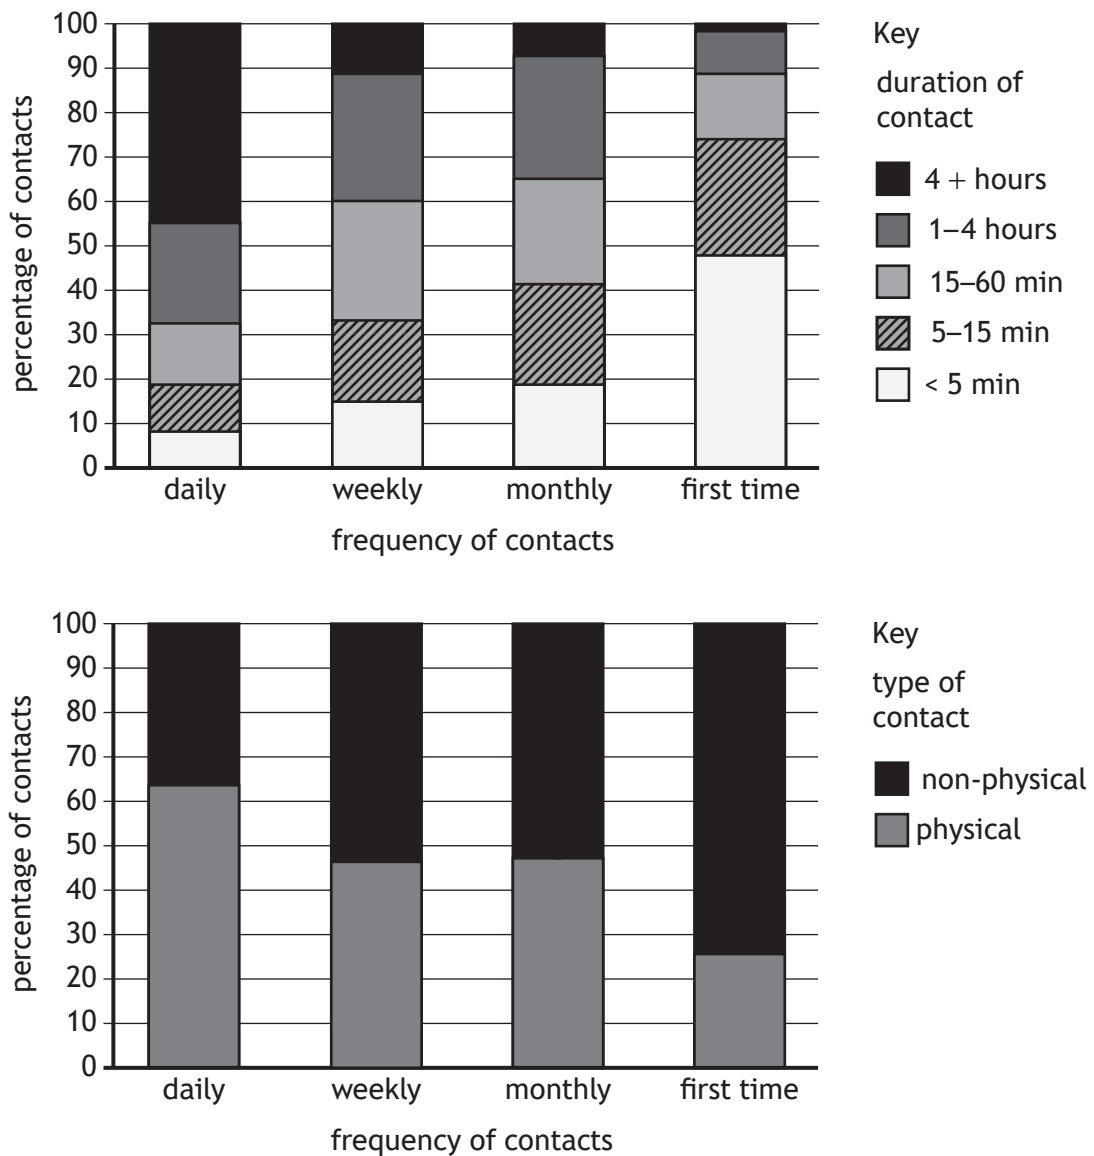 percentage of contacts
100
90
80
70
60
50
40
30
20
10
0
daily weekly monthly first time
frequency of contacts
Key
duration of
contact
4 + hours
1–4 hours
15–60 min
5–15 min
< 5 min
percentage of contacts
100
90
80
70
60
50
40
30
20
10
0
daily weekly monthly first time
frequency of contacts
Key
type of
contact
non-physical
physical